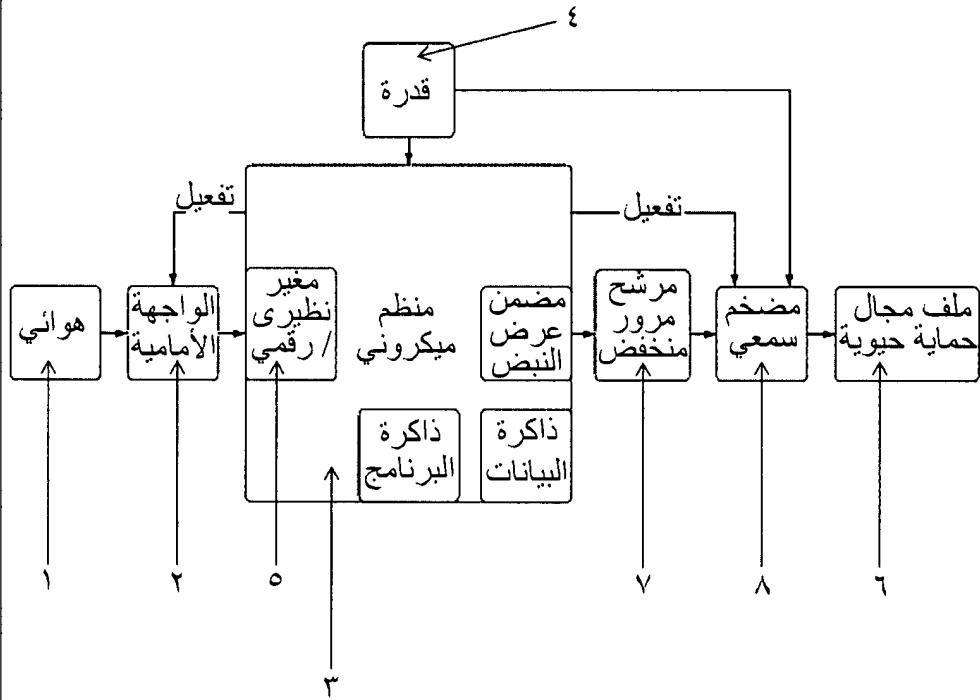 ٤
قدرة
تفعيل
تفعيل
هوائي
الواجهة
الأمامية
مغير
نظيرى
/ رقمي
منظم
ميكروني
مضمن
عرض
النبض
مرشح
مرور
منخفض
مضخم
سمعي
ملف مجال
حماية حيوية
ذاكرة
البرنامج
ذاكرة
البيانات
١
٢
٥
٧
٨
٦
٣